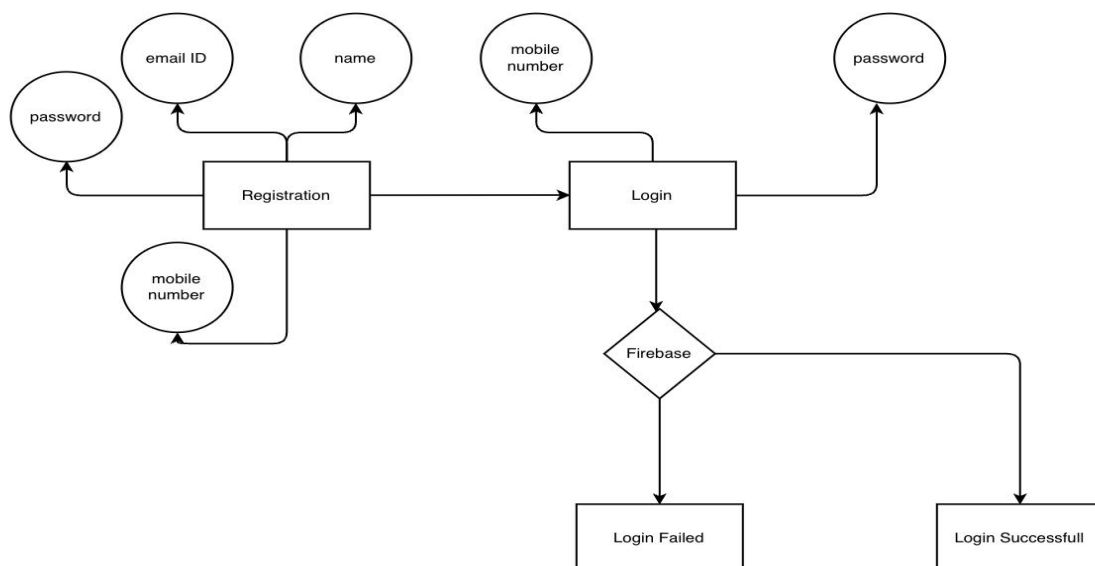 email ID
name
mobile
number
password
password
Registration
Login
mobile
number
Firebase
Login Failed
Login Successfull